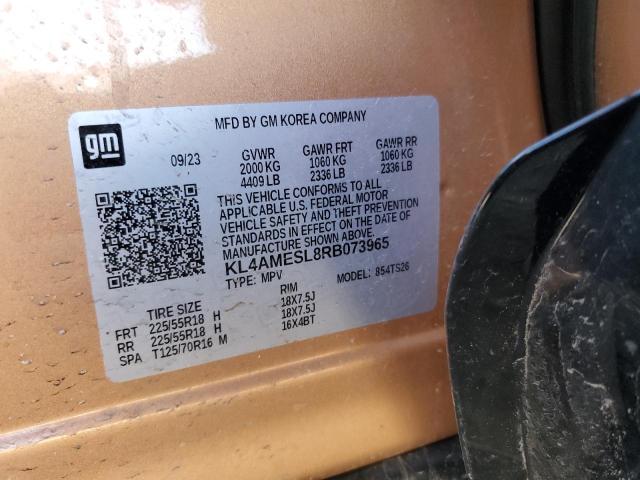 MFD BY GM KOREA COMPANY
gm
09/23 GVWR GAWR FRT GAWR RR
2000 KG 1060 KG 1060 KG
4409 LB 2336 LB 2336 LB
THIS VEHICLE CONFORMS TO ALL
APPLICABLE U.S. FEDERAL MOTOR
VEHICLE SAFETY AND THEFT PREVENTION
STANDARDS IN EFFECT ON THE DATE OF
MANUFACTURE SHOWN ABOVE.
KL4AMESL8RB073965
TYPE: MPV MODEL: 854TS26
TIRE SIZE RIM
FRT 225/55R18 H 18X7.5J
RR 225/55R18 H 18X7.5J
SPA T125/70R16 M 16X4BT